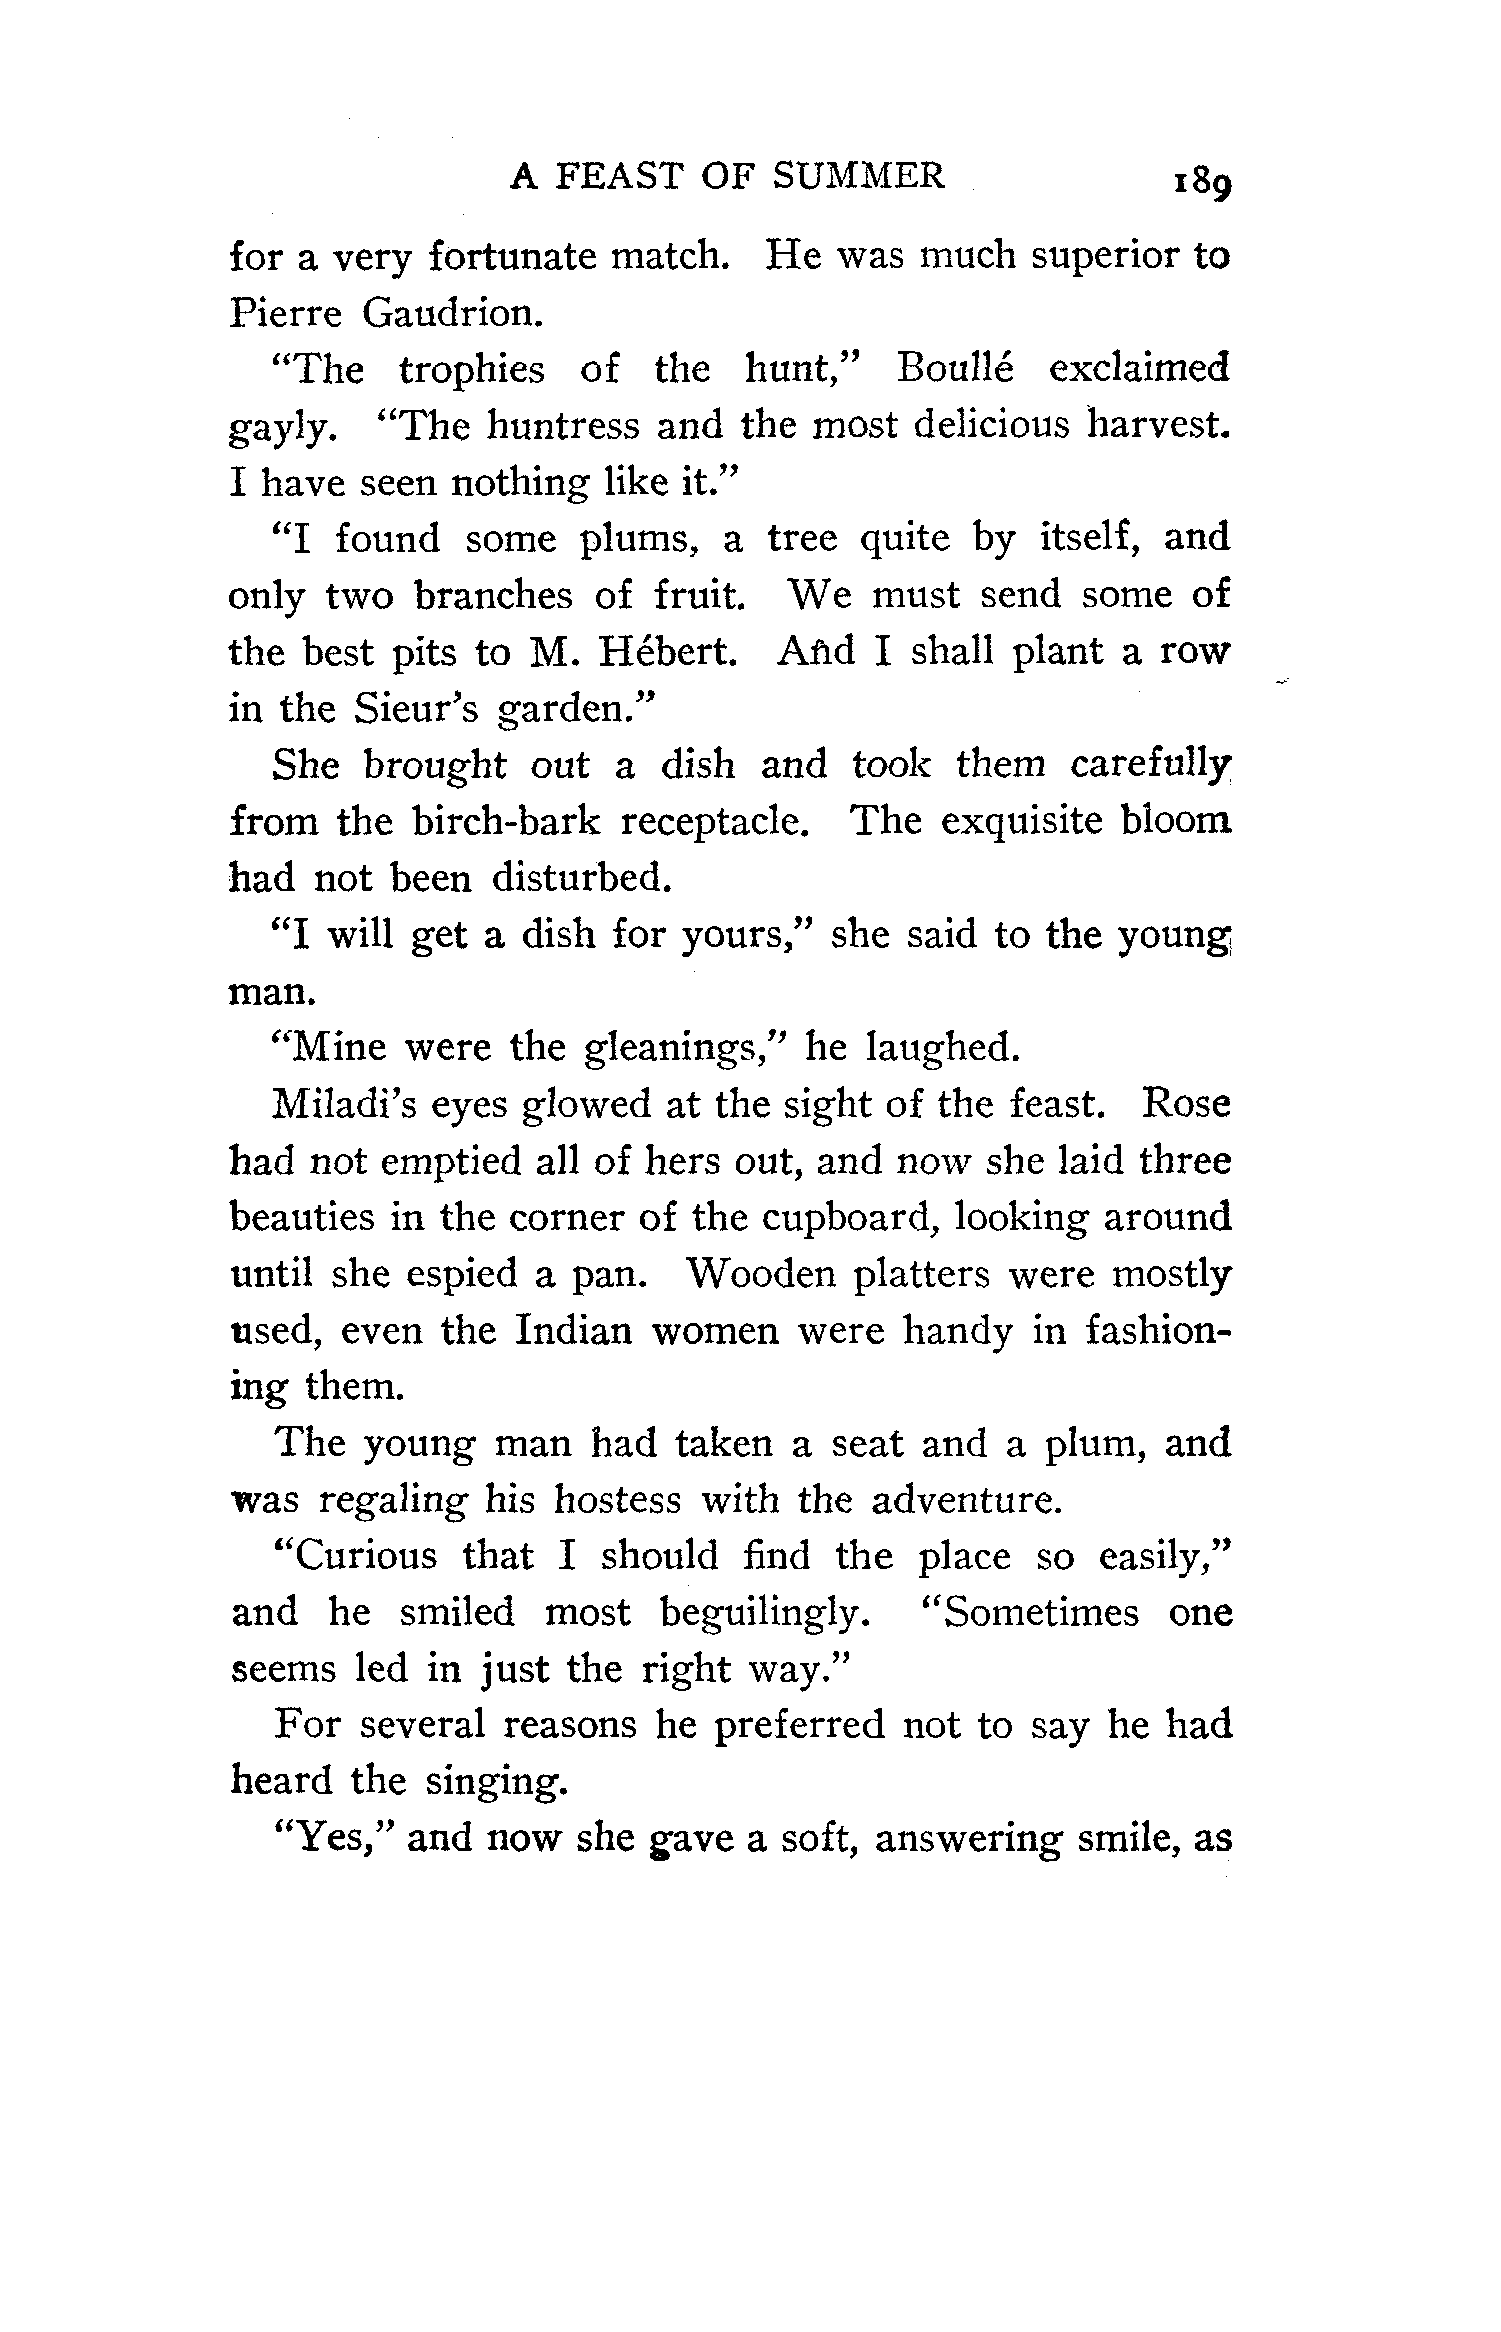 A FEAST OF SUMMER 189
for a very fortunate match. He was much superior to
Pierre Gaudrion.
“The trophies of the hunt,” Boullé exclaimed
gayly. “The huntress and the most delicious harvest.
I have seen nothing like it.”
“I found some plums, a tree quite by itself, and
only two branches of fruit. We must send some of
the best pits to M. Hébert. And I shall plant a row
in the Sieur’s garden.”
She brought out a dish and took them carefully
from the birch-bark receptacle. The exquisite bloom
had not been disturbed.
“I will get a dish for yours,” she said to the young
man.
“Mine were the gleanings,” he laughed.
Miladi’s eyes glowed at the sight of the feast. Rose
had not emptied all of hers out, and now she laid three
beauties in the corner of the cupboard, looking around
until she espied a pan. Wooden platters were mostly
used, even the Indian women were handy in fashion-
ing them.
The young man had taken a seat and a plum, and
was regaling his hostess with the adventure.
“Curious that I should find the place so easily,”
and he smiled most beguilingly. “Sometimes one
seems led in just the right way.”
For several reasons he preferred not to say he had
heard the singing.
“Yes,” and now she gave a soft, answering smile, as